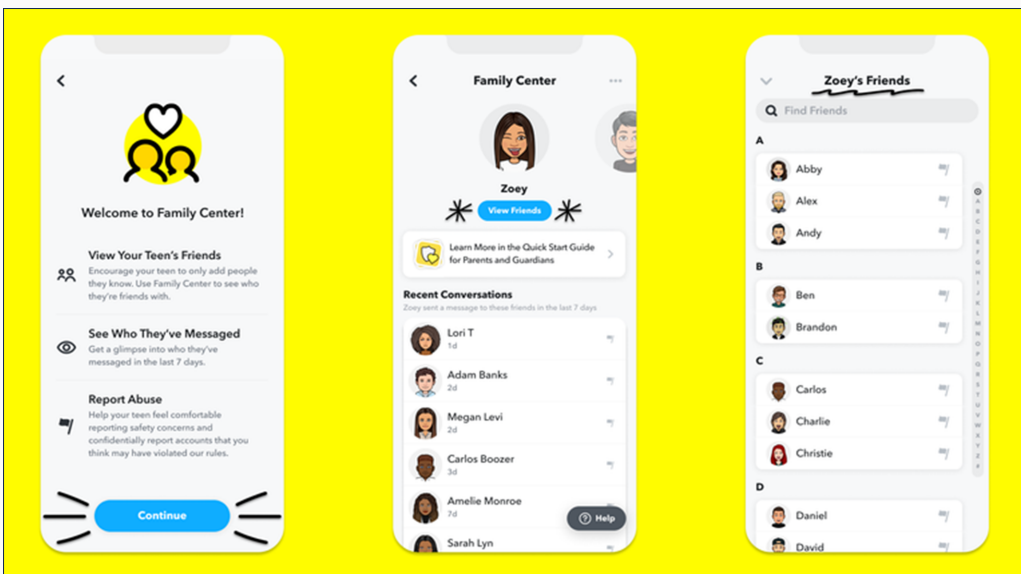 Welcome to Family Center!
View Your Teen's Friends
Encourage your teen to only add people
they know. Use Family Center to see who
they're friends with.
See Who They've Messaged
Get a glimpse into who they've
messaged in the last 7 days.
Report Abuse
Help your teen feel comfortable
reporting safety concerns and
confidentially report accounts that you
think may have violated our rules.
Continue
Family Center
Zoey
View Friends
Learn More in the Quick Start Guide
for Parents and Guardians
Recent Conversations
Zoey sent a message to these friends in the last 7 days
Lori T
1d
Adam Banks
2d
Megan Levi
2d
Carlos Boozer
3d
Amelie Monroe
7d
Help
Sarah Lyn
Zoey's Friends
Find Friends
A
Abby
Alex
Andy
B
Ben
Brandon
C
Carlos
Charlie
Christie
D
Daniel
David